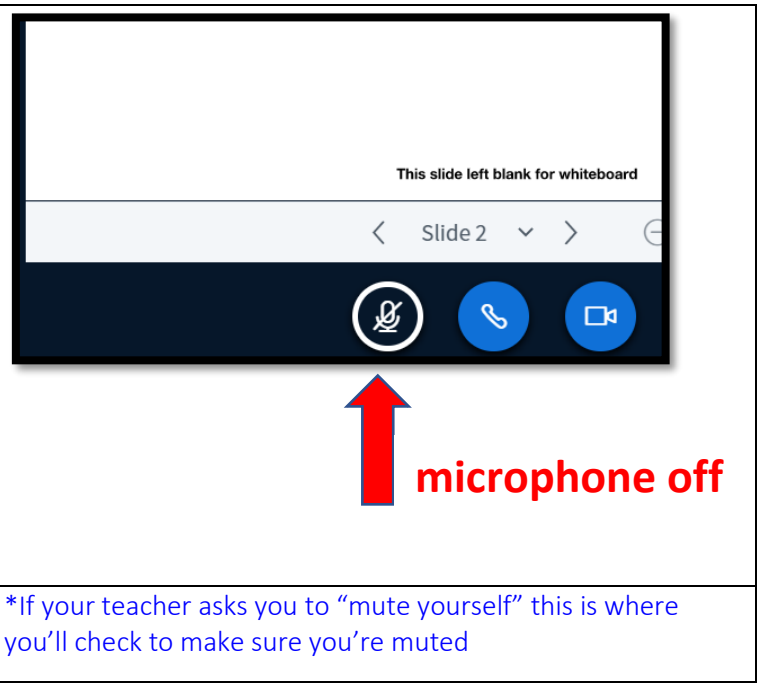 This slide left blank for whiteboard
Slide 2
microphone off
*If your teacher asks you to “mute yourself” this is where
you’ll check to make sure you’re muted